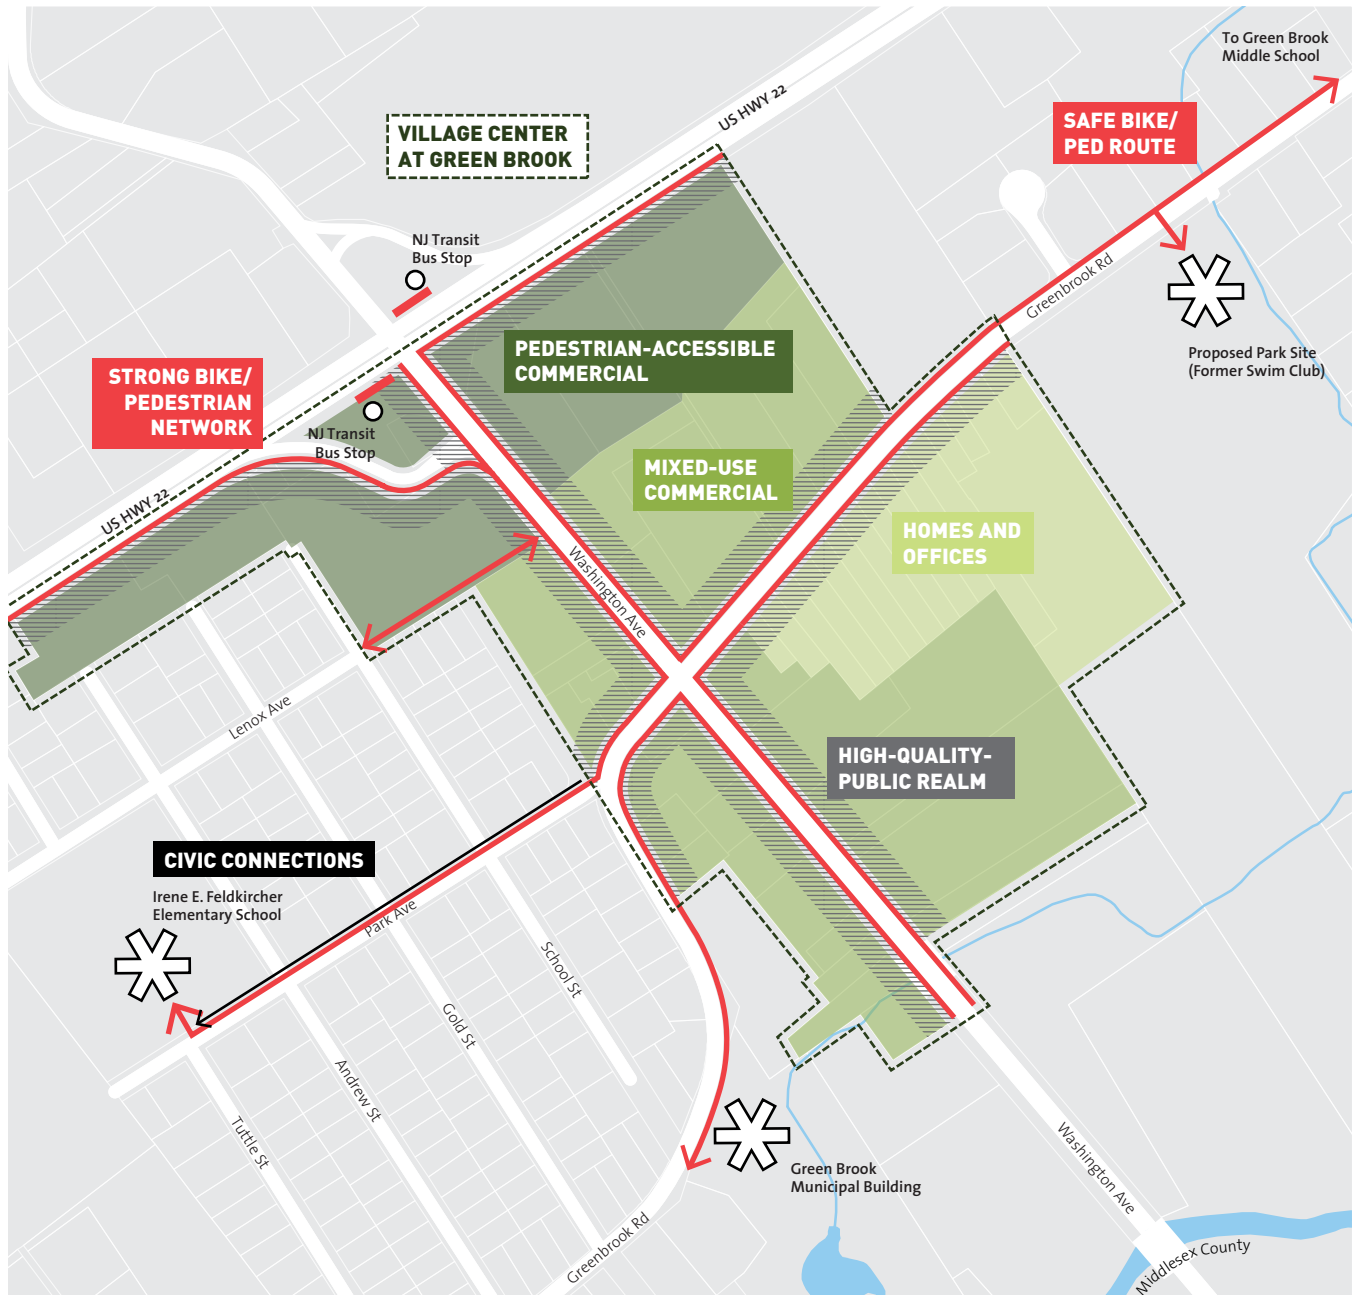 To Green Brook
Middle School
US HWY 22
SAFE BIKE/
PED ROUTE
VILLAGE CENTER
AT GREEN BROOK
NJ Transit
Bus Stop
Greenbrook Rd
Proposed Park Site
(Former Swim Club)
PEDESTRIAN-ACCESSIBLE
COMMERCIAL
STRONG BIKE/
PEDESTRIAN
NETWORK
NJ Transit
Bus Stop
MIXED-USE
COMMERCIAL
US HWY 22
HOMES AND
OFFICES
Washington Ave
Lenox Ave
HIGH-QUALITY-
PUBLIC REALM
CIVIC CONNECTIONS
Irene E. Feldkircher
Elementary School
Park Ave
School St
Gold St
Andrew St
Tuttle St
Green Brook
Municipal Building
Washington Ave
Greenbrook Rd
Middlesex County